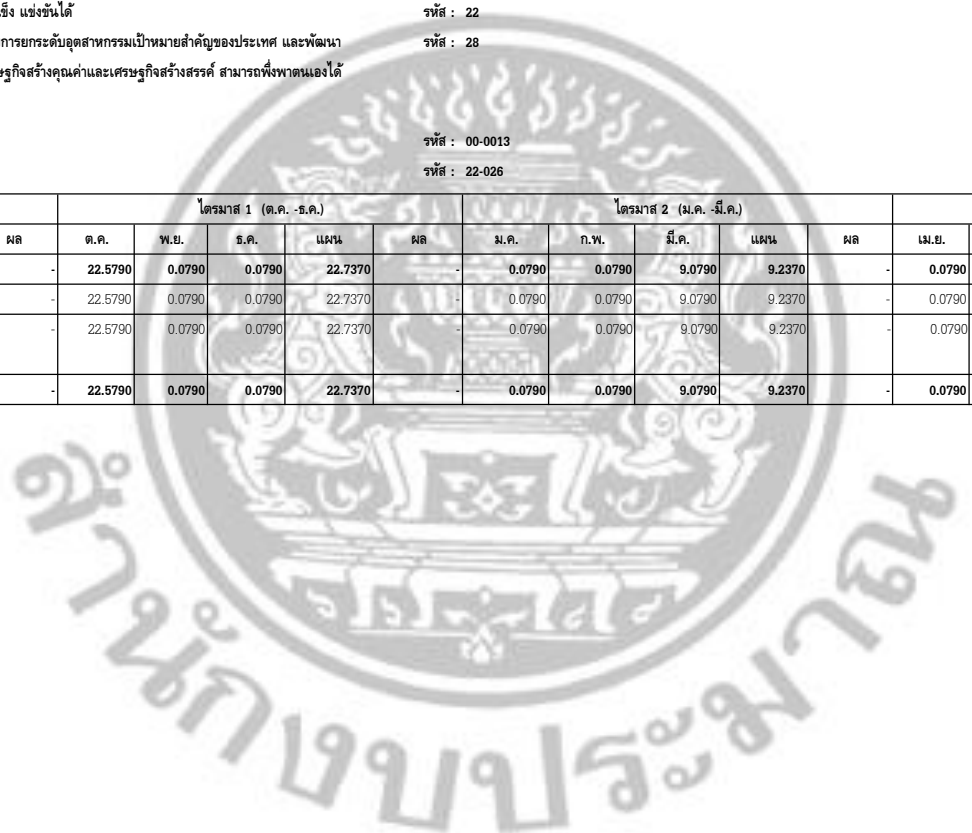 แข็ง แข่งขันได้ รหัส : 22
การยกระดับอุตสาหกรรมเป้าหมายสำคัญของประเทศ และพัฒนา รหัส : 28
ฐกิจสร้างคุณค่าและเศรษฐกิจสร้างสรรค์ สามารถพึ่งพาตนเองได้
รหัส : 00-0013
รหัส : 22-026
ไตรมาส 1 (ต.ค. -ธ.ค.) ไตรมาส 2 (ม.ค. -มี.ค.)
ผล ต.ค. พ.ย. ธ.ค. แผน ผล ม.ค. ก.พ. มี.ค. แผน ผล เม.ย.
- 22.5790 0.0790 0.0790 22.7370 - 0.0790 0.0790 9.0790 9.2370 - 0.0790
- 22.5790 0.0790 0.0790 22.7370 - 0.0790 0.0790 9.0790 9.2370 - 0.0790
- 22.5790 0.0790 0.0790 22.7370 - 0.0790 0.0790 9.0790 9.2370 - 0.0790
- 22.5790 0.0790 0.0790 22.7370 - 0.0790 0.0790 9.0790 9.2370 - 0.0790
สำนักงบประมาณ